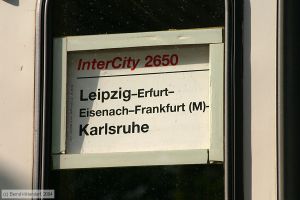 InterCity 2650
Leipzig–Erfurt–
Eisenach–Frankfurt (M)–
Karlsruhe